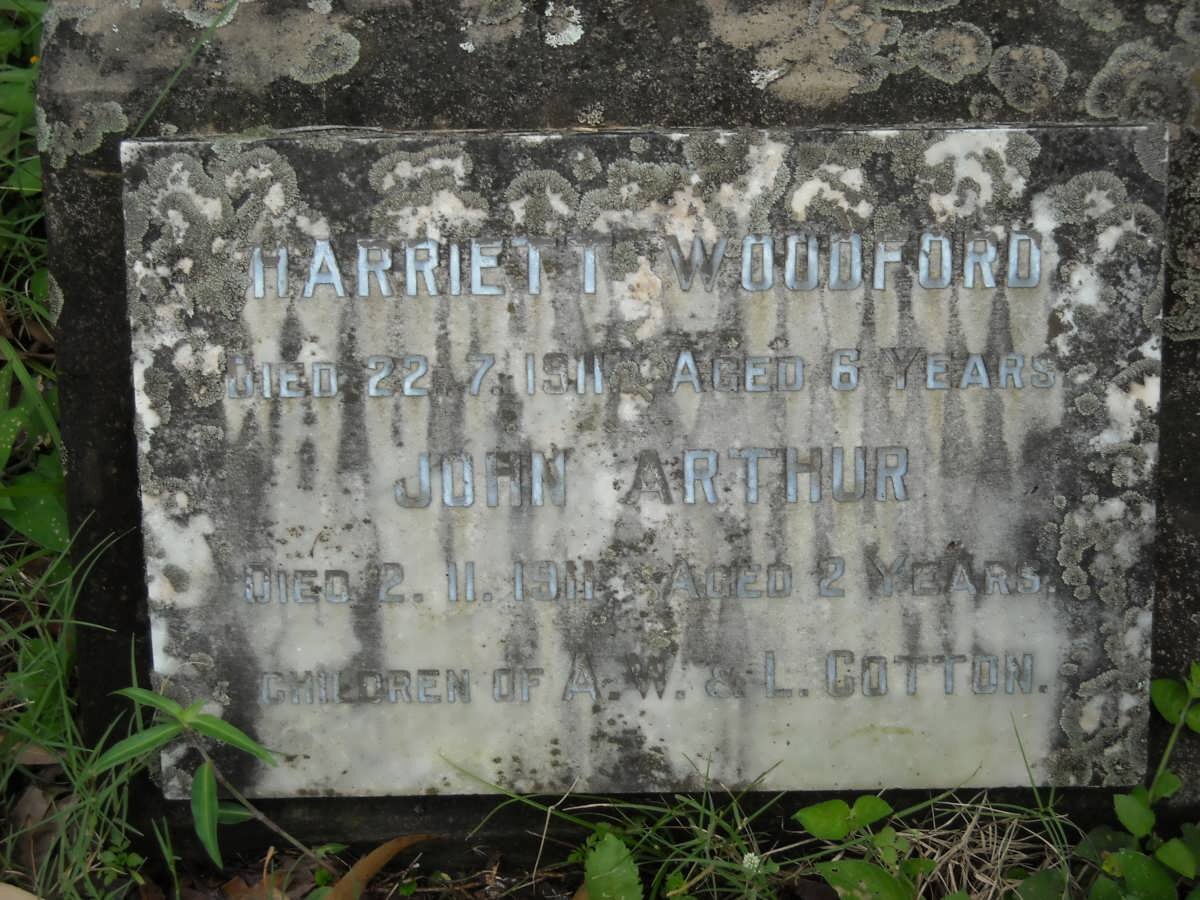 HARRIETT WOODFORD
DIED 22. 7. 1911 AGED 6 YEARS
JOHN ARTHUR
DIED 2. 11. 1911 AGED 2 YEARS.
CHILDREN OF A. W. & L. COTTON.